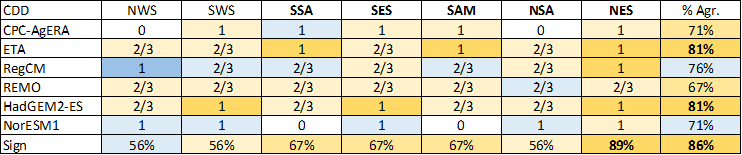 CDD NWS SWS SSA SES SAM NSA NES % Agr.
CPC-AgERA 0 1 1 1 1 0 1 71%
ETA 2/3 2/3 1 2/3 1 2/3 1 81%
RegCM 1 2/3 2/3 2/3 2/3 2/3 1 76%
REMO 2/3 2/3 2/3 2/3 2/3 2/3 2/3 67%
HadGEM2-ES 2/3 1 2/3 1 2/3 2/3 1 81%
NorESM1 1 1 0 1 0 1 1 71%
Sign 56% 56% 67% 67% 67% 56% 89% 86%